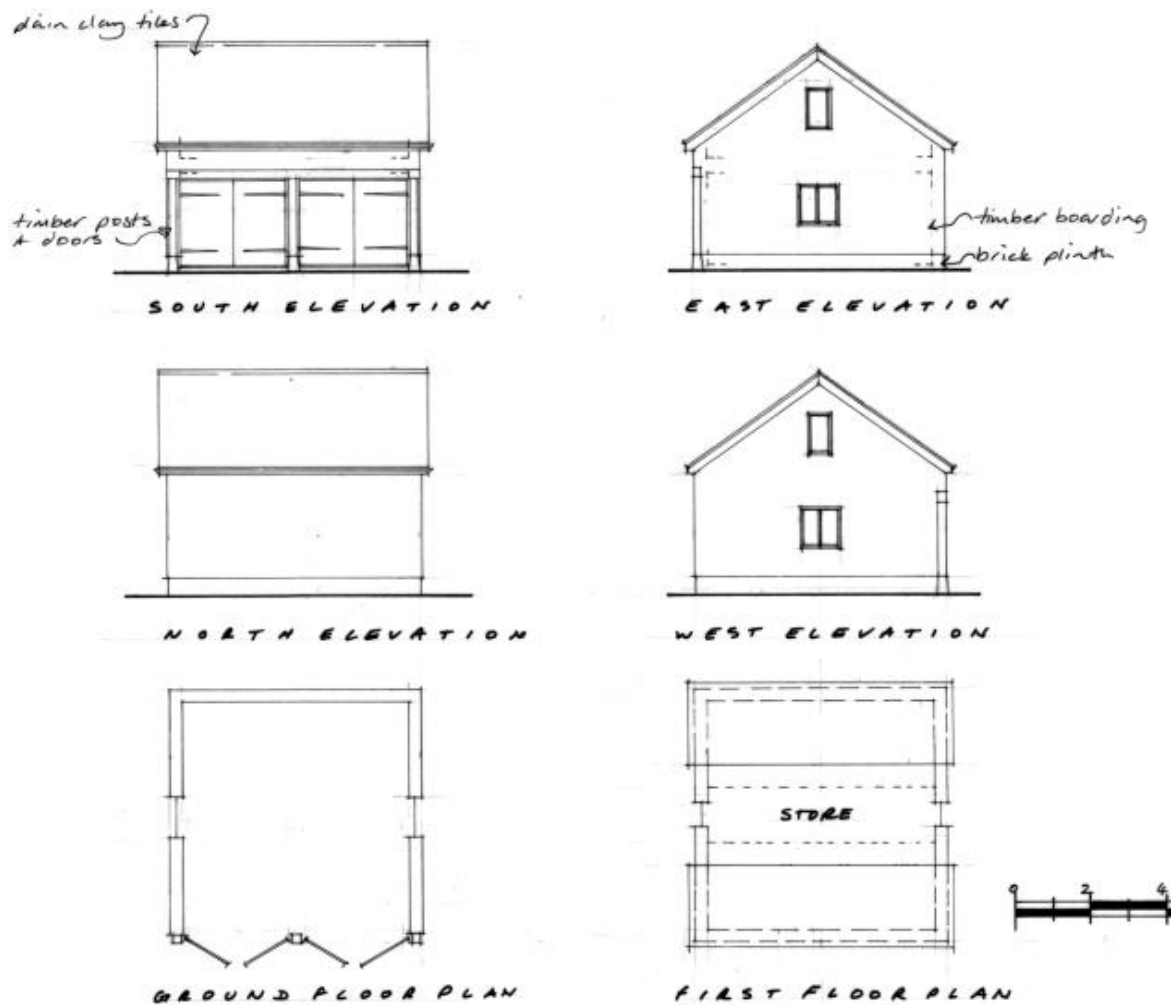 plain clay tiles
timber posts
+ doors
SOUTH ELEVATION
timber boarding
brick plinth
EAST ELEVATION
NORTH ELEVATION
WEST ELEVATION
GROUND FLOOR PLAN
STORE
FIRST FLOOR PLAN
0 2 4